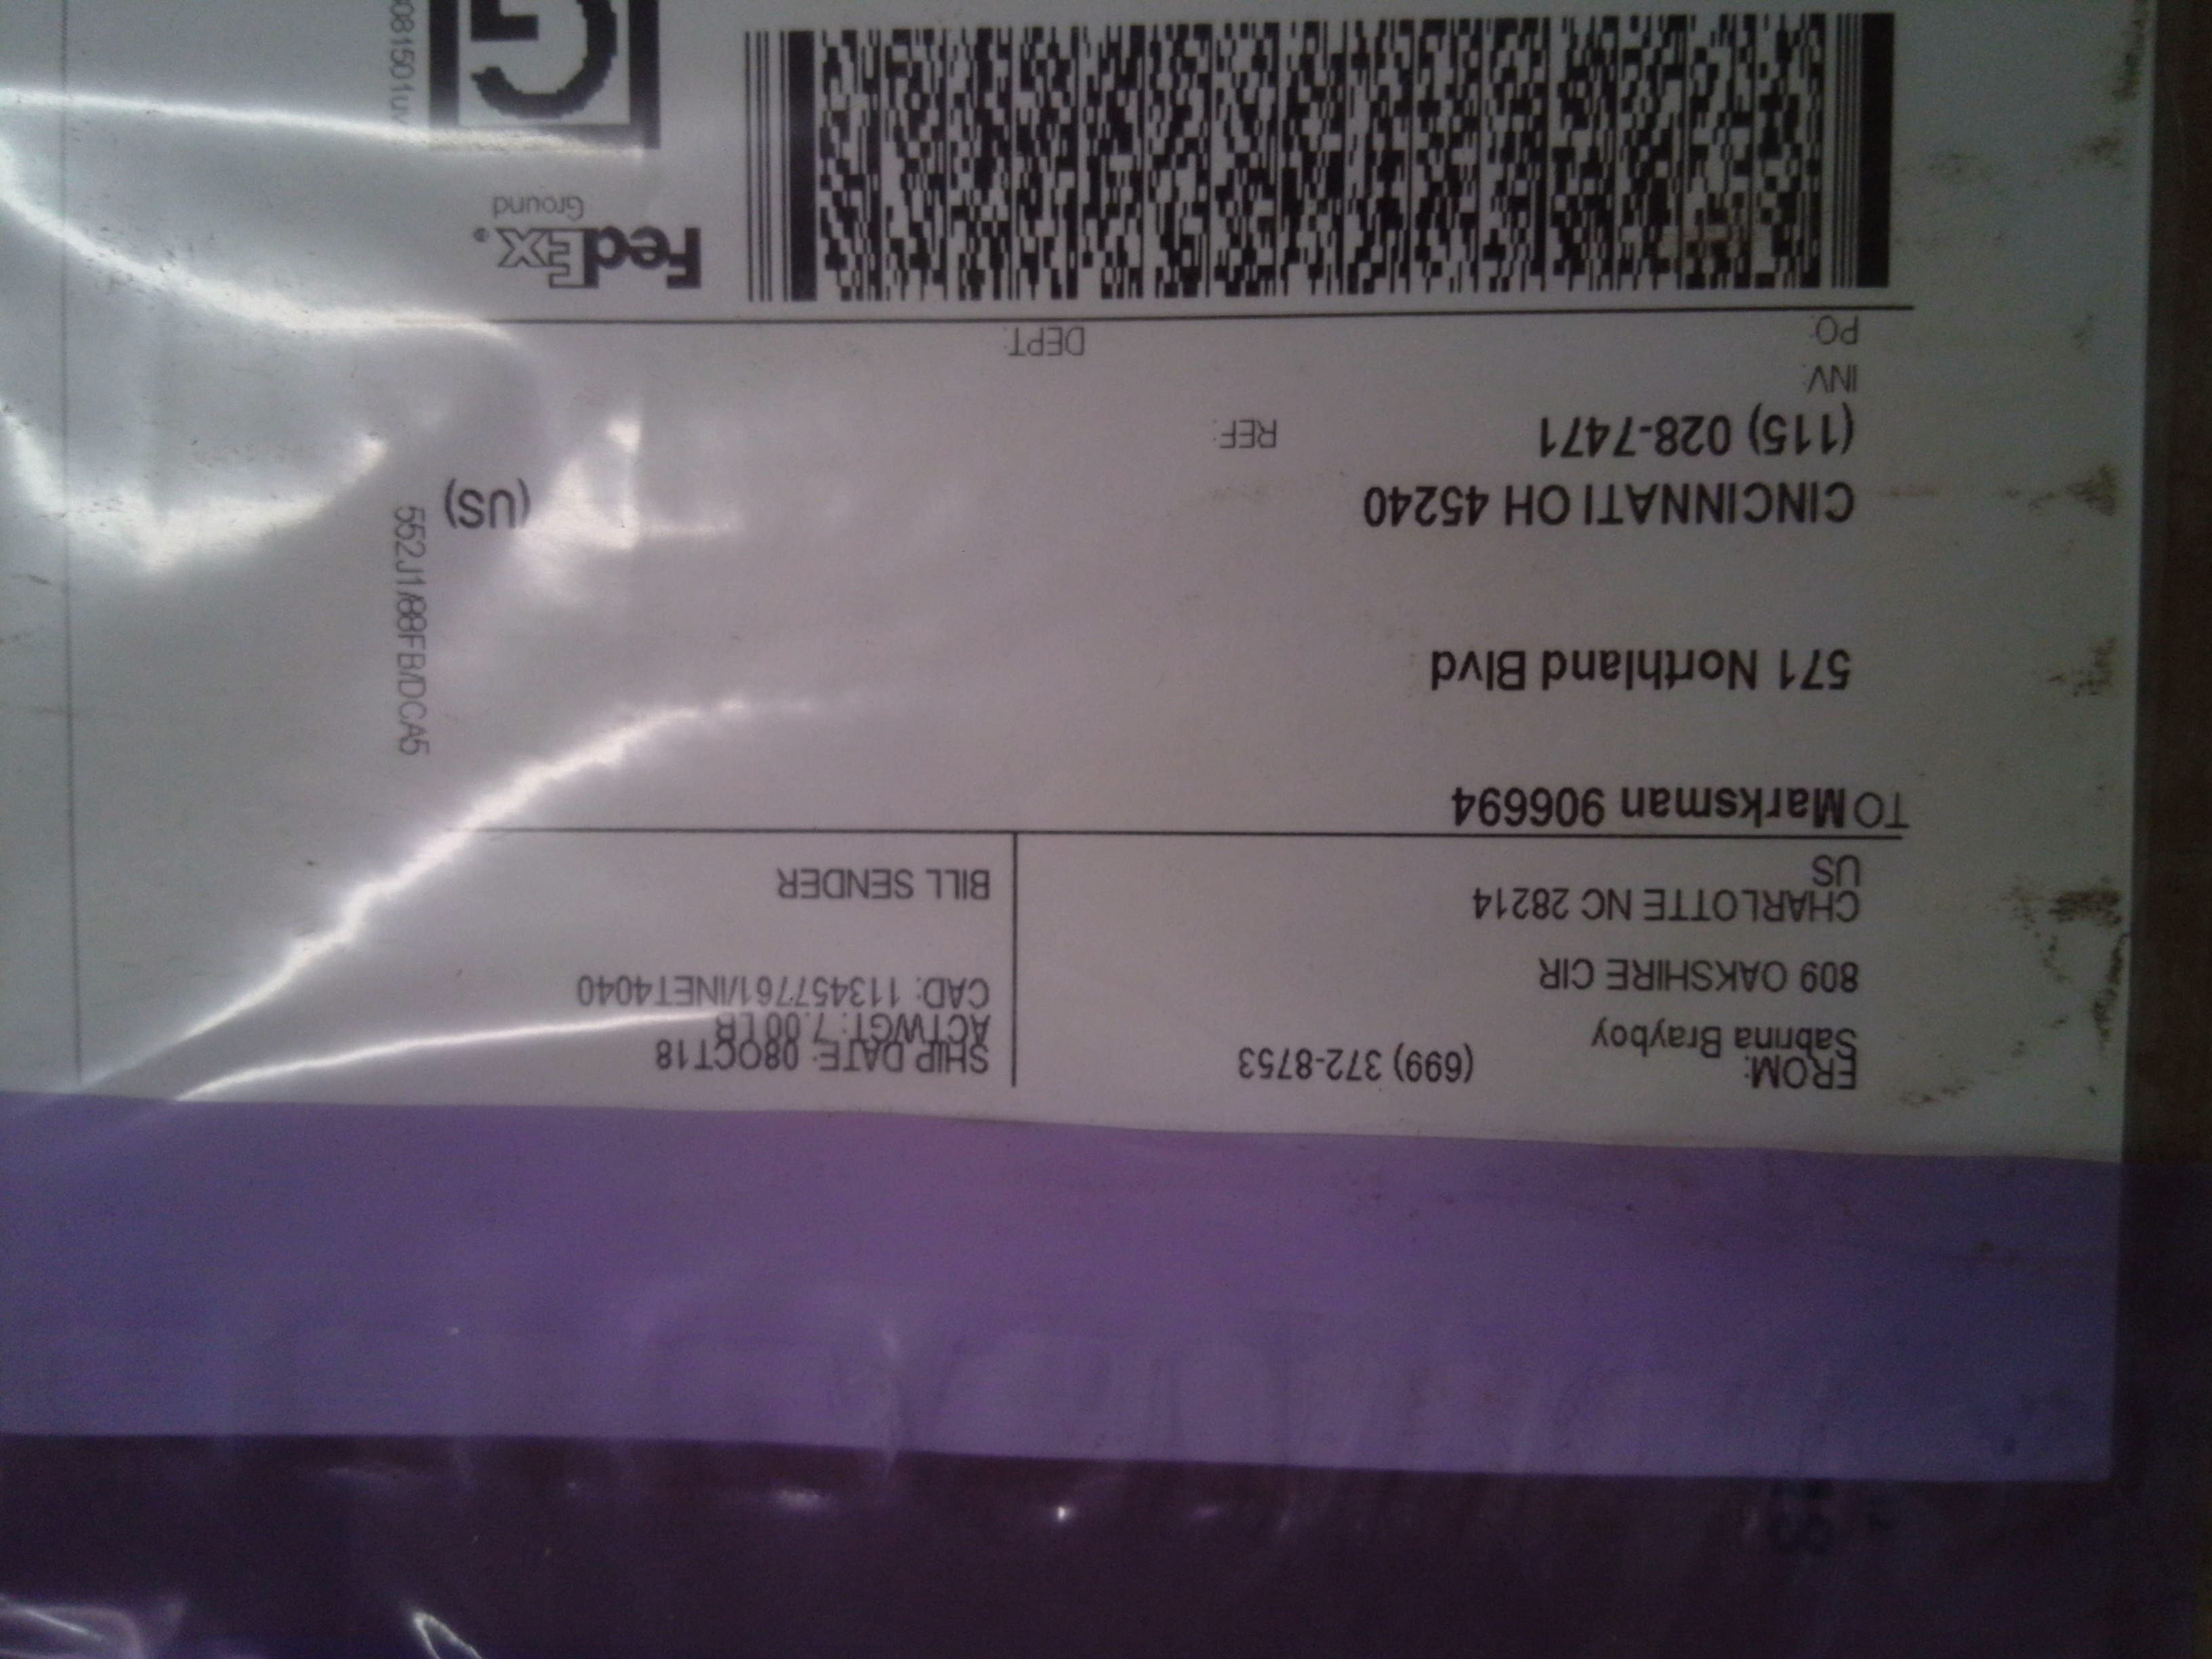 FROM: (699) 372-8753
Sabrina Brayboy
809 OAKSHIRE CIR
CHARLOTTE NC 28214
US
SHIP DATE: 08OCT18
ACTWGT: 7.00 LB
CAD: 113457761/INET4040
BILL SENDER
TO Marksman 906694
571 Northland Blvd
CINCINNATI OH 45240
(US)
(115) 028-7471
REF:
INV:
PO:
DEPT:
552J1/88FB/DCA5
FedEx®
Ground
G